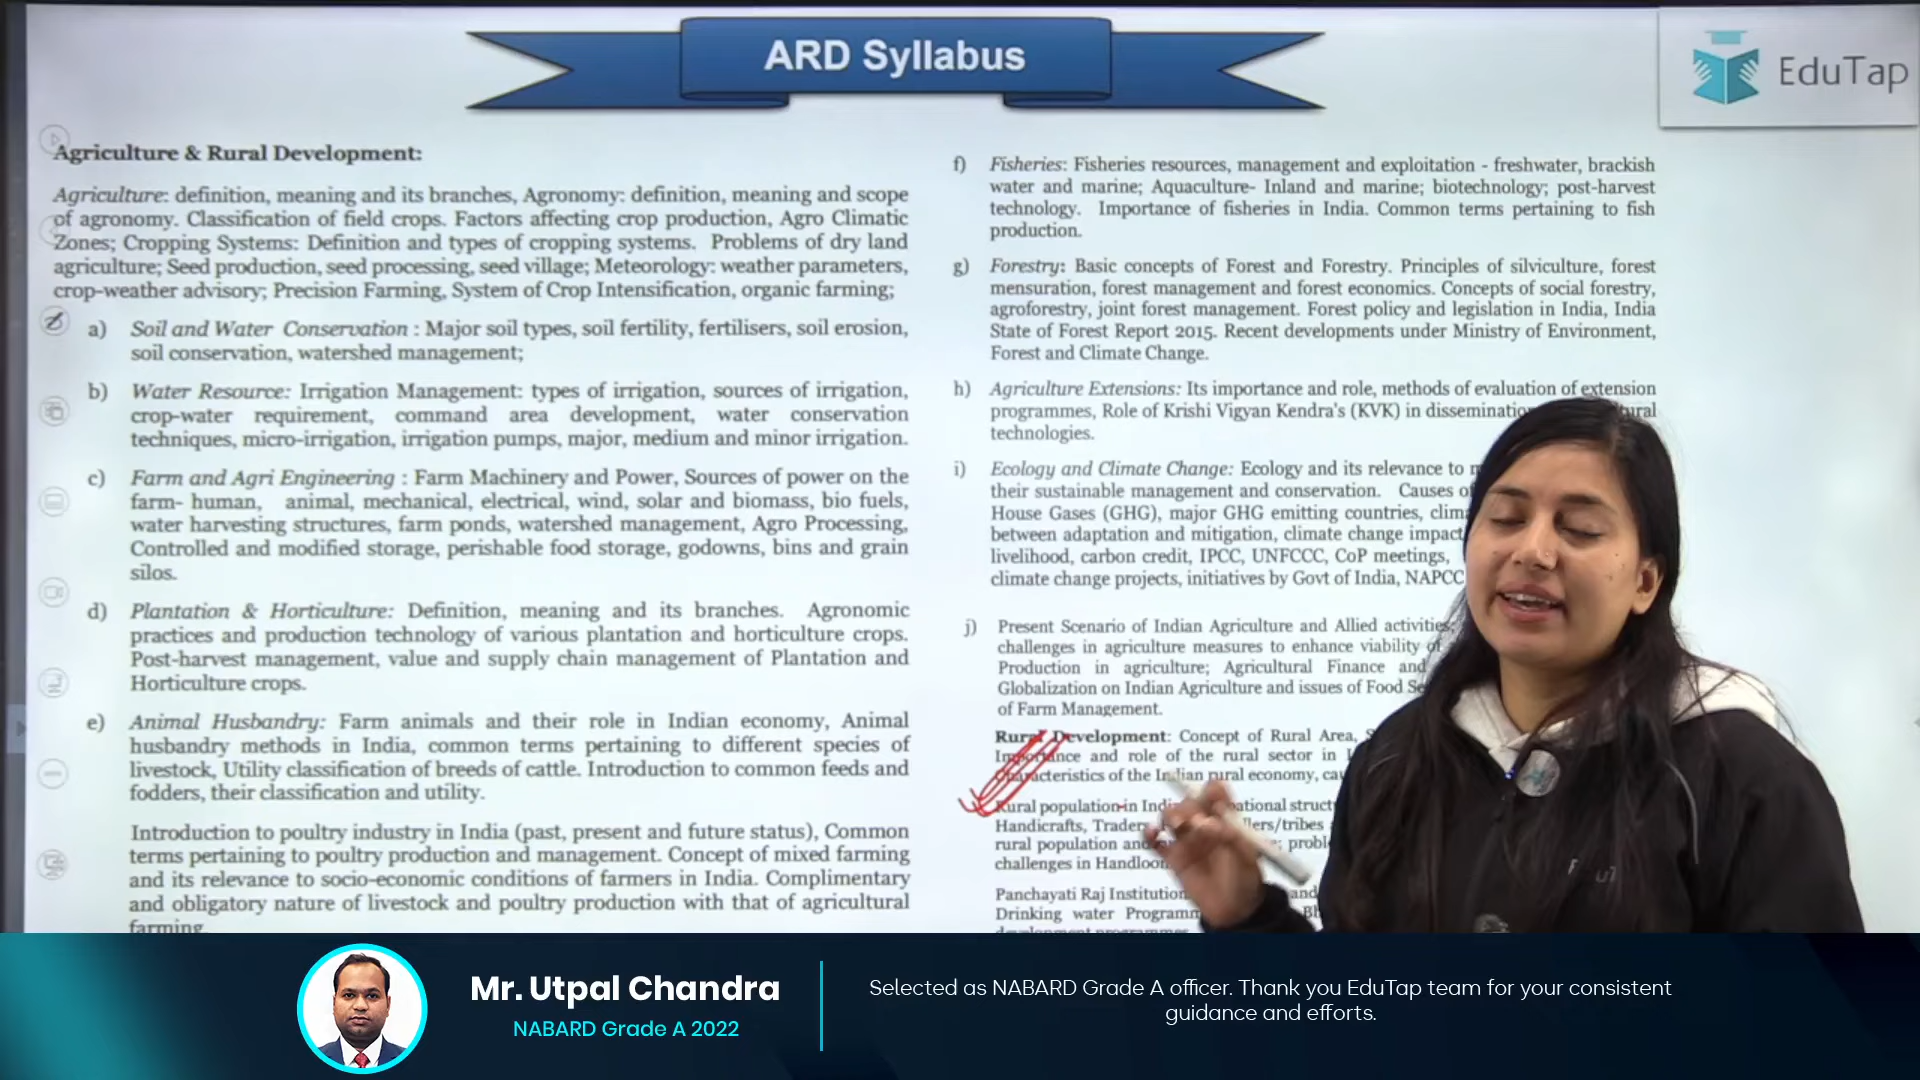 ARD Syllabus
EduTap
Agriculture & Rural Development:
Agriculture: definition, meaning and its branches, Agronomy: definition, meaning and scope
of agronomy. Classification of field crops. Factors affecting crop production, Agro Climatic
Zones; Cropping Systems: Definition and types of cropping systems. Problems of dry land
agriculture; Seed production, seed processing, seed village; Meteorology: weather parameters,
crop-weather advisory; Precision Farming, System of Crop Intensification, organic farming;
a) Soil and Water Conservation : Major soil types, soil fertility, fertilisers, soil erosion,
soil conservation, watershed management;
b) Water Resource: Irrigation Management: types of irrigation, sources of irrigation,
crop-water requirement, command area development, water conservation
techniques, micro-irrigation, irrigation pumps, major, medium and minor irrigation.
c) Farm and Agri Engineering : Farm Machinery and Power, Sources of power on the
farm- human, animal, mechanical, electrical, wind, solar and biomass, bio fuels,
water harvesting structures, farm ponds, watershed management, Agro Processing,
Controlled and modified storage, perishable food storage, godowns, bins and grain
silos.
d) Plantation & Horticulture: Definition, meaning and its branches. Agronomic
practices and production technology of various plantation and horticulture crops.
Post-harvest management, value and supply chain management of Plantation and
Horticulture crops.
e) Animal Husbandry: Farm animals and their role in Indian economy, Animal
husbandry methods in India, common terms pertaining to different species of
livestock, Utility classification of breeds of cattle. Introduction to common feeds and
fodders, their classification and utility.
Introduction to poultry industry in India (past, present and future status), Common
terms pertaining to poultry production and management. Concept of mixed farming
and its relevance to socio-economic conditions of farmers in India. Complimentary
and obligatory nature of livestock and poultry production with that of agricultural
farming
f) Fisheries: Fisheries resources, management and exploitation - freshwater, brackish
water and marine; Aquaculture- Inland and marine; biotechnology; post-harvest
technology. Importance of fisheries in India. Common terms pertaining to fish
production.
g) Forestry: Basic concepts of Forest and Forestry. Principles of silviculture, forest
mensuration, forest management and forest economics. Concepts of social forestry,
agroforestry, joint forest management. Forest policy and legislation in India, India
State of Forest Report 2015. Recent developments under Ministry of Environment,
Forest and Climate Change.
h) Agriculture Extensions: Its importance and role, methods of evaluation of extension
programmes, Role of Krishi Vigyan Kendra's (KVK) in
technologies.
i) Ecology and Climate Change: Ecology and its relevance to
their sustainable management and conservation. Causes of
House Gases (GHG), major GHG emitting countries,
between adaptation and mitigation, climate change impact
livelihood, carbon credit, IPCC, UNFCCC, CoP meetings,
climate change projects, initiatives by Govt of India, NAPCC
j) Present Scenario of Indian Agriculture and Allied activities;
challenges in agriculture measures to enhance viability of
Production in agriculture; Agricultural Finance and
Globalization on Indian Agriculture and issues of Food
of Farm Management.
Rural Development: Concept of Rural Area,
Importance and role of the rural sector in
Characteristics of the Indian rural economy,
Rural population in
Handicrafts, Traders,
rural population and
challenges in
Panchayati Raj
Drinking water
development programmes
Mr. Utpal Chandra
NABARD Grade A 2022
Selected as NABARD Grade A officer. Thank you EduTap team for your consistent
guidance and efforts.